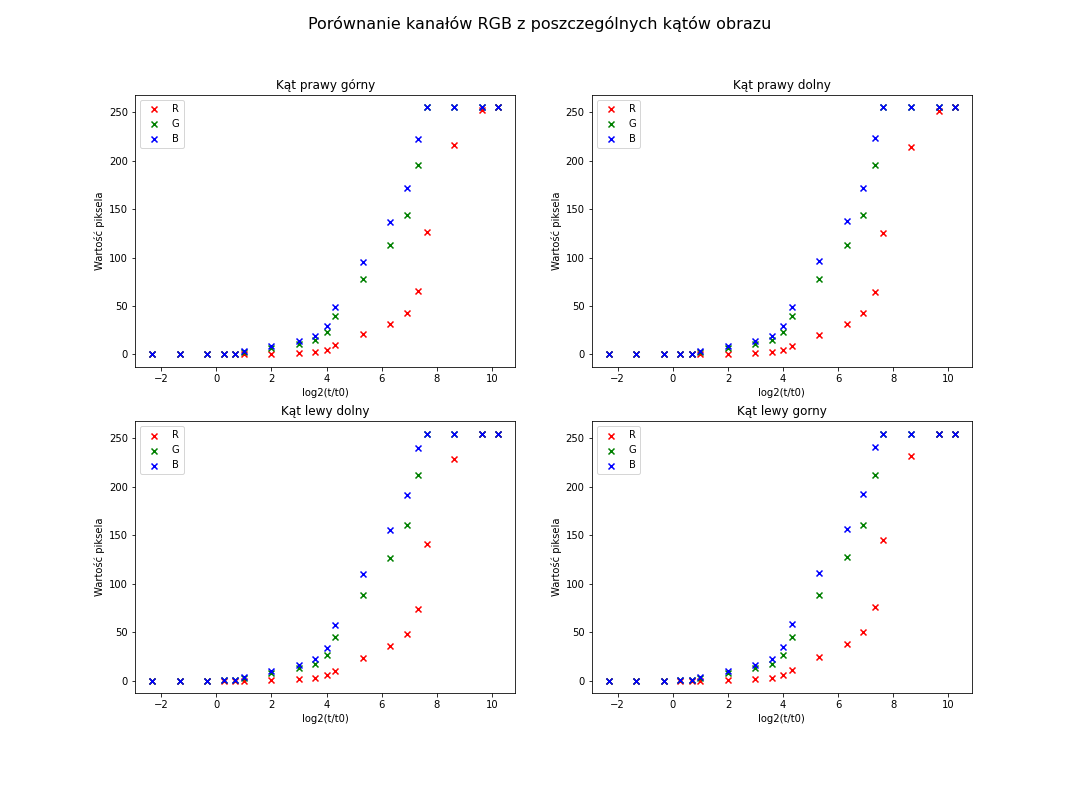 Porównanie kanałów RGB z poszczególnych kątów obrazu
Kąt prawy górny
R
G
B
250
200
150
100
50
0
Wartość piksela
−2 0 2 4 6 8 10
log2(t/t0)
Kąt prawy dolny
R
G
B
250
200
150
100
50
0
Wartość piksela
−2 0 2 4 6 8 10
log2(t/t0)
Kąt lewy dolny
R
G
B
250
200
150
100
50
0
Wartość piksela
−2 0 2 4 6 8 10
log2(t/t0)
Kąt lewy gorny
R
G
B
250
200
150
100
50
0
Wartość piksela
−2 0 2 4 6 8 10
log2(t/t0)